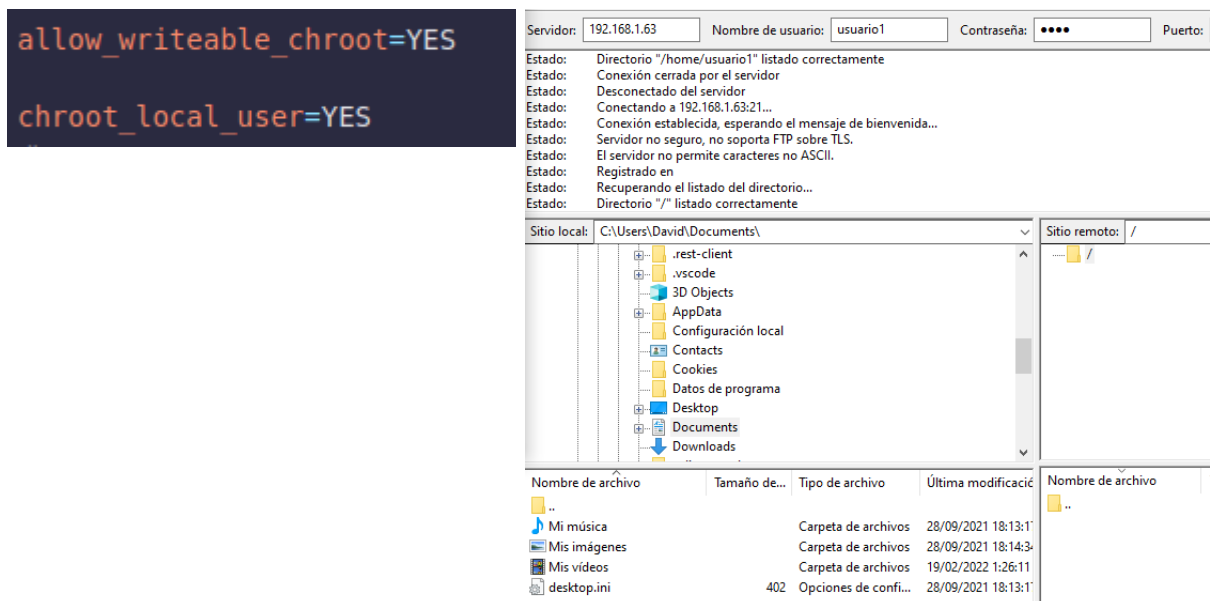 allow_writeable_chroot=YES
chroot_local_user=YES
Servidor: 192.168.1.63 Nombre de usuario: usuario1 Contraseña: ●●●● Puerto:
Estado: Directorio "/home/usuario1" listado correctamente
Estado: Conexión cerrada por el servidor
Estado: Desconectado del servidor
Estado: Conectando a 192.168.1.63:21...
Estado: Conexión establecida, esperando el mensaje de bienvenida...
Estado: Servidor no seguro, no soporta FTP sobre TLS.
Estado: El servidor no permite caracteres no ASCII.
Estado: Registrado en
Estado: Recuperando el listado del directorio...
Estado: Directorio "/" listado correctamente
Sitio local: C:\Users\David\Documents\
.rest-client
.vscode
3D Objects
AppData
Configuración local
Contacts
Cookies
Datos de programa
Desktop
Documents
Downloads
Sitio remoto: /
/
Nombre de archivo Tamaño de... Tipo de archivo Última modificació
..
Mi música Carpeta de archivos 28/09/2021 18:13:1
Mis imágenes Carpeta de archivos 28/09/2021 18:14:3
Mis vídeos Carpeta de archivos 19/02/2022 1:26:11
desktop.ini 402 Opciones de confi... 28/09/2021 18:13:1
Nombre de archivo
..